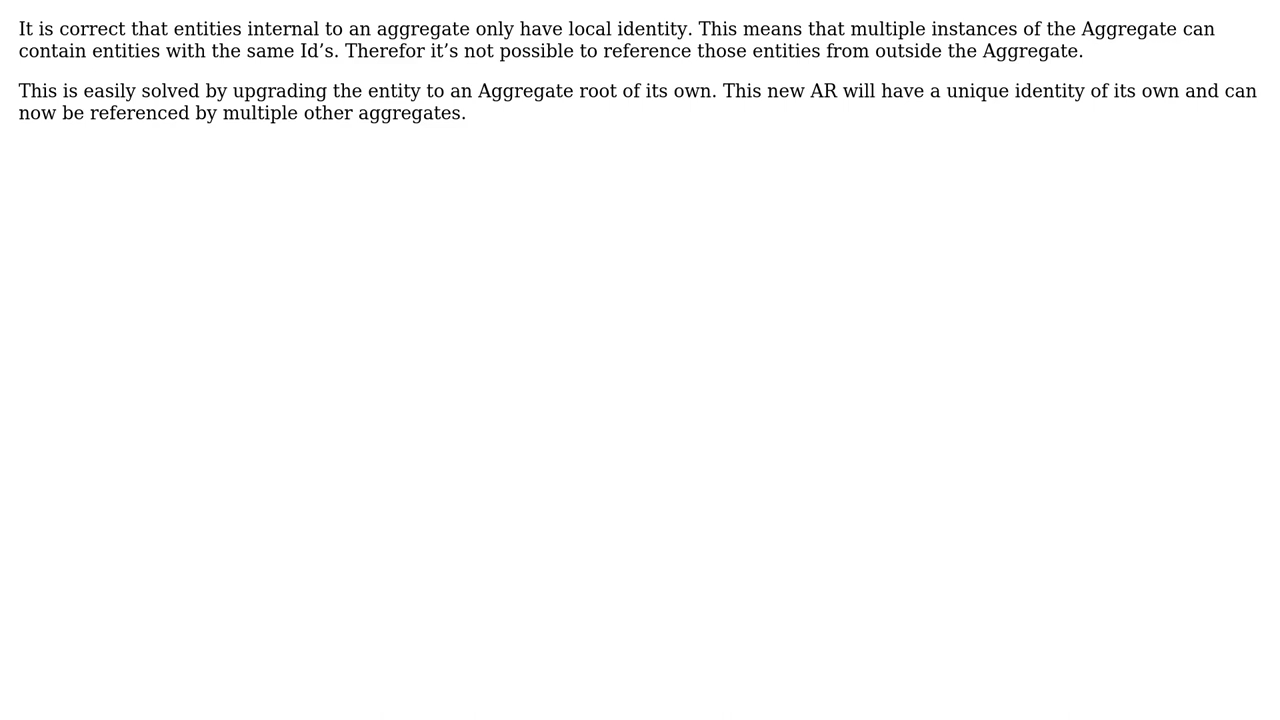 It is correct that entities internal to an aggregate only have local identity. This means that multiple instances of the Aggregate can
contain entities with the same Id’s. Therefor it’s not possible to reference those entities from outside the Aggregate.
This is easily solved by upgrading the entity to an Aggregate root of its own. This new AR will have a unique identity of its own and can
now be referenced by multiple other aggregates.